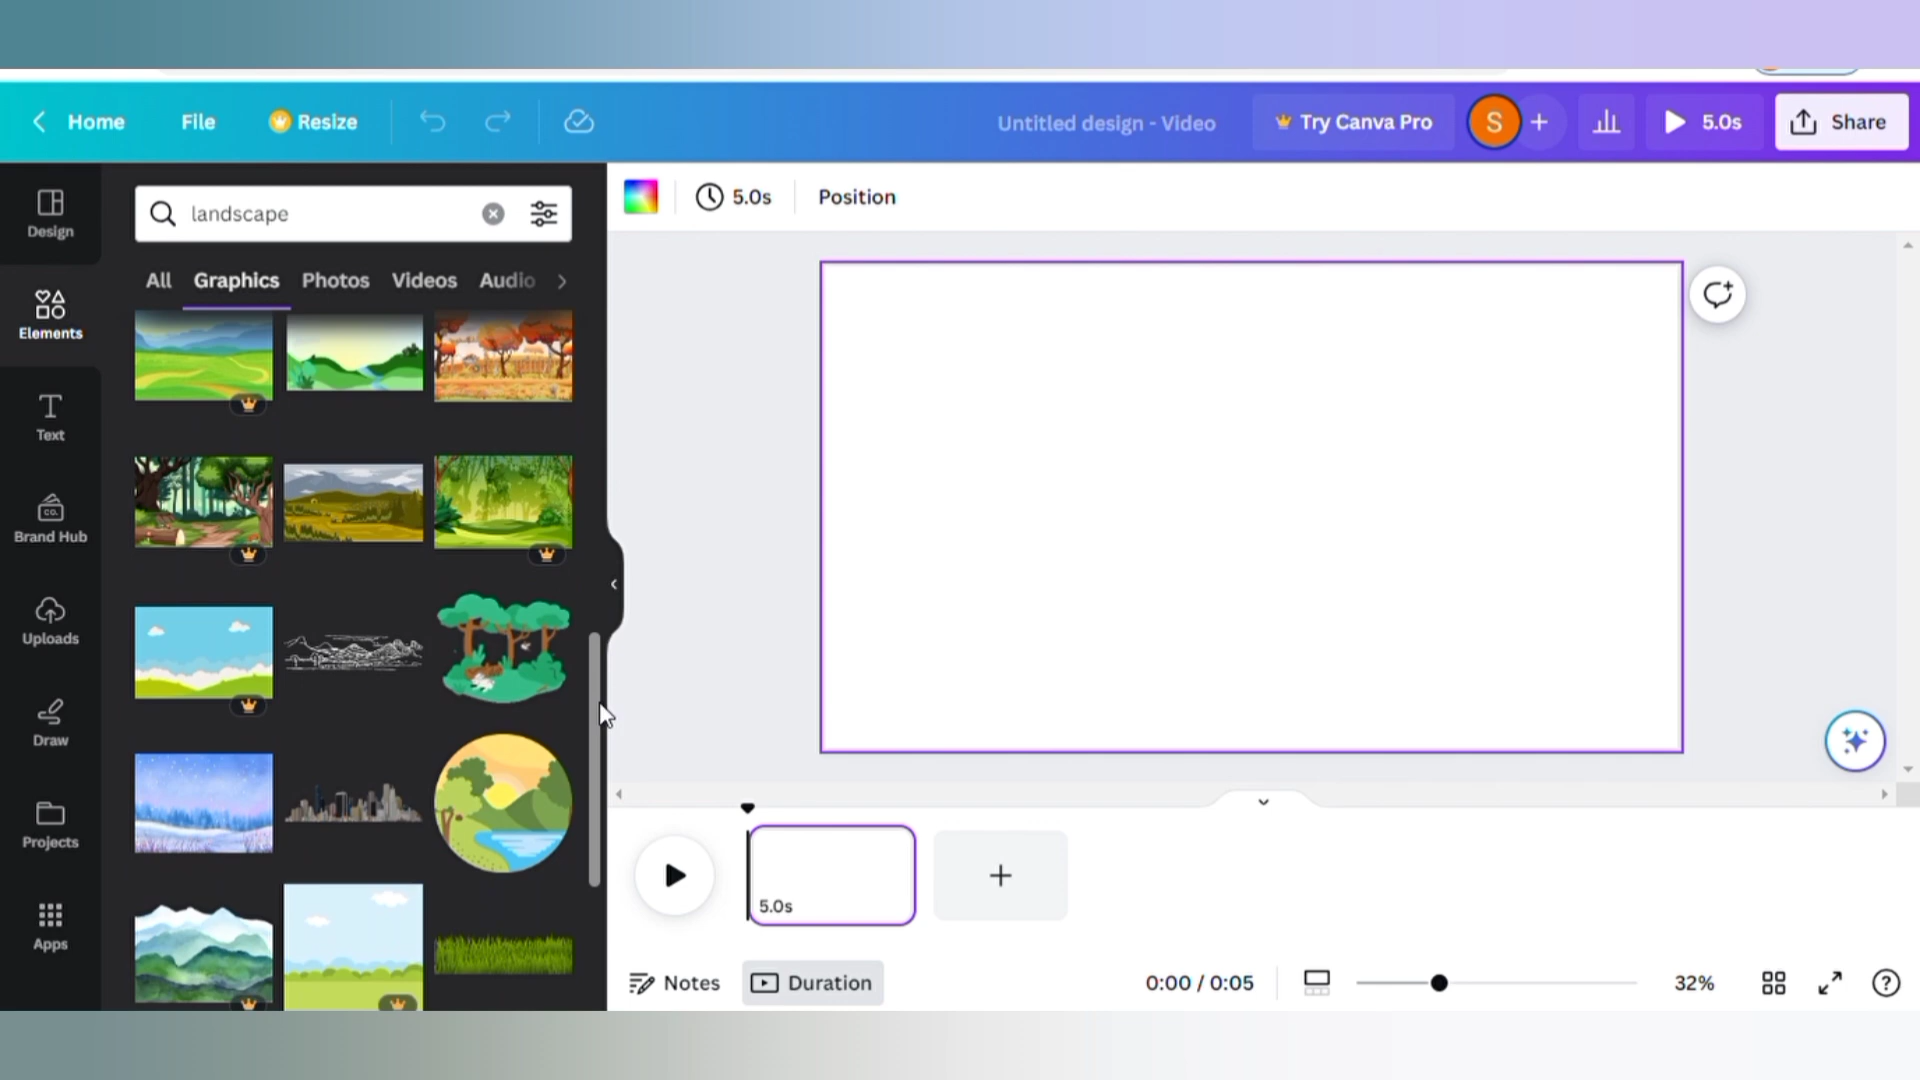 Home File Resize Untitled design - Video Try Canva Pro S 5.0s Share
Design
Elements
Text
Brand Hub
CO.
Uploads
Draw
Projects
Apps
landscape
All Graphics Photos Videos Audio
5.0s Position
5.0s
Notes Duration 0:00 / 0:05 32%